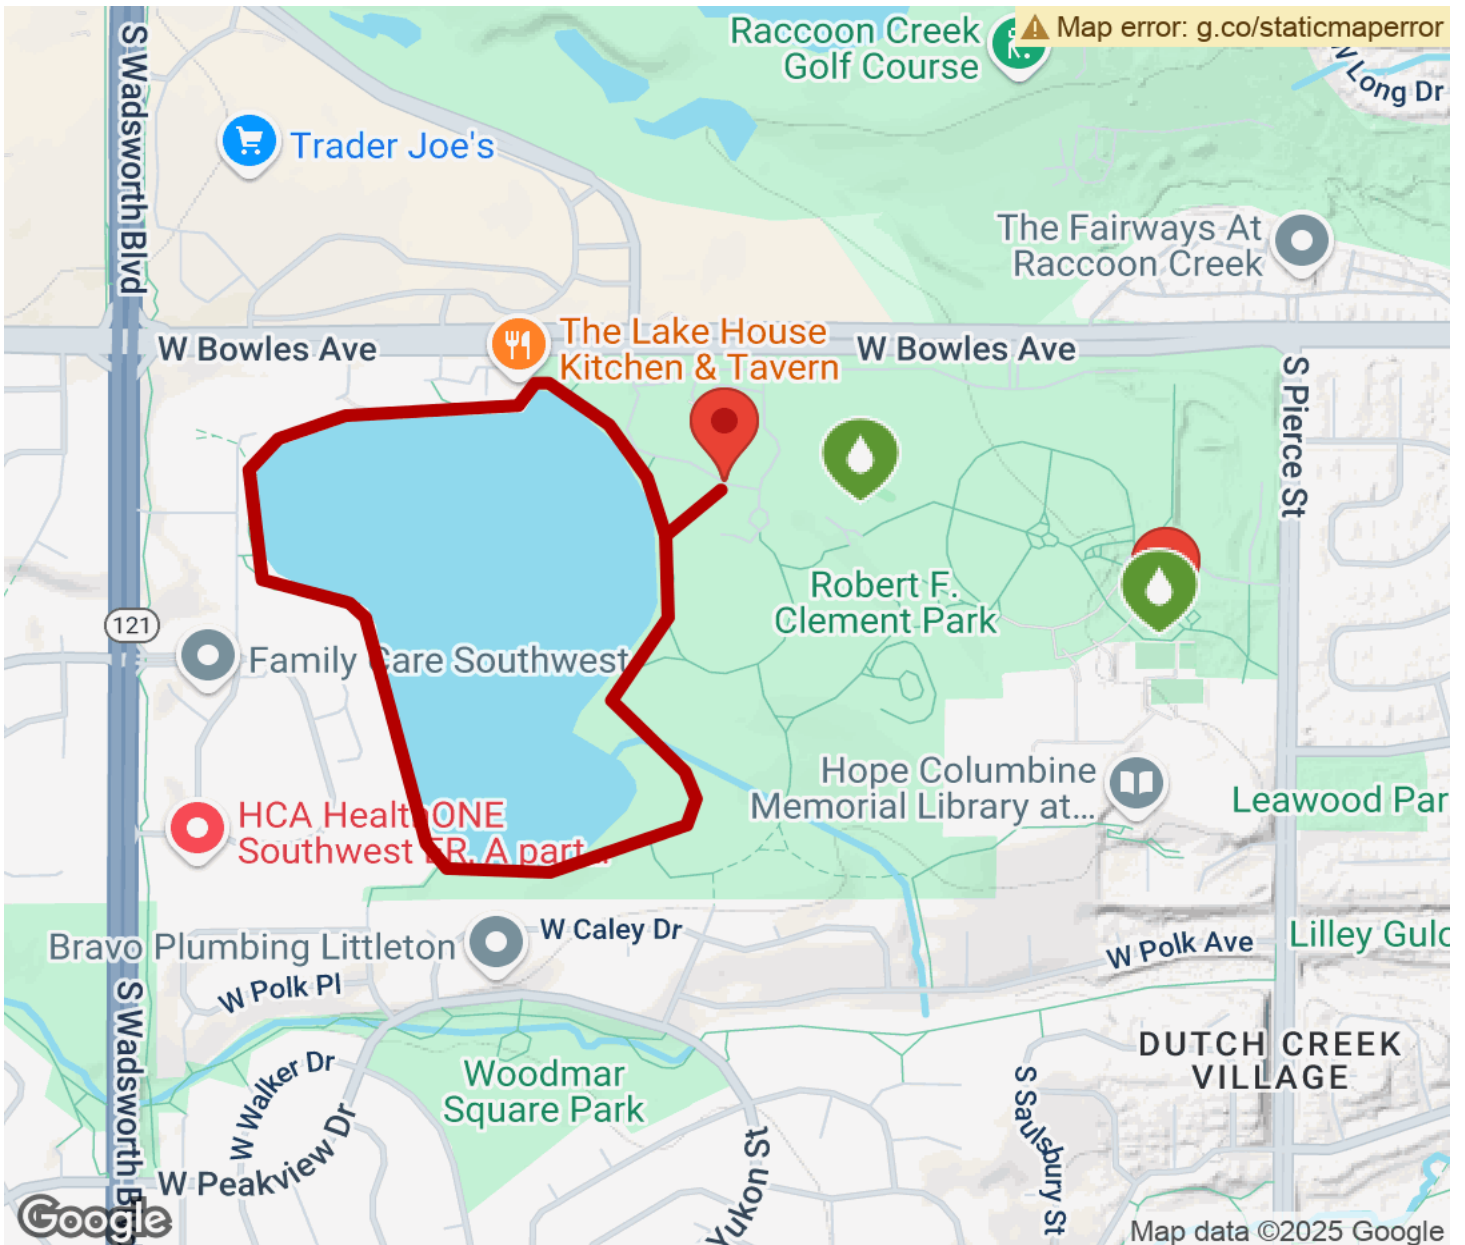 Raccoon Creek
Golf Course
Map error: g.co/staticmaperror
W Long Dr
S Wadsworth Blvd
Trader Joe's
The Fairways At
Raccoon Creek
W Bowles Ave
The Lake House
Kitchen & Tavern
W Bowles Ave
S Pierce St
Robert F.
Clement Park
121
Family Care Southwest
Hope Columbine
Memorial Library at...
Leawood Par
HCA HealthONE
Southwest ER, A part...
W Caley Dr
Bravo Plumbing Littleton
W Polk Ave
Lilley Gulc
W Polk Pl
S Wadsworth B
DUTCH CREEK
VILLAGE
W Walker Dr
Woodmar
Square Park
S Saulsbury St
W Peakview Dr
Yukon St
Google
Map data ©2025 Google